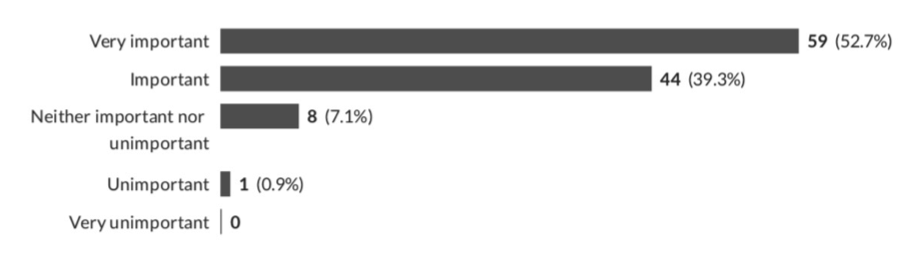 Very important 59 (52.7%)
Important 44 (39.3%)
Neither important nor 8 (7.1%)
unimportant
Unimportant 1 (0.9%)
Very unimportant 0